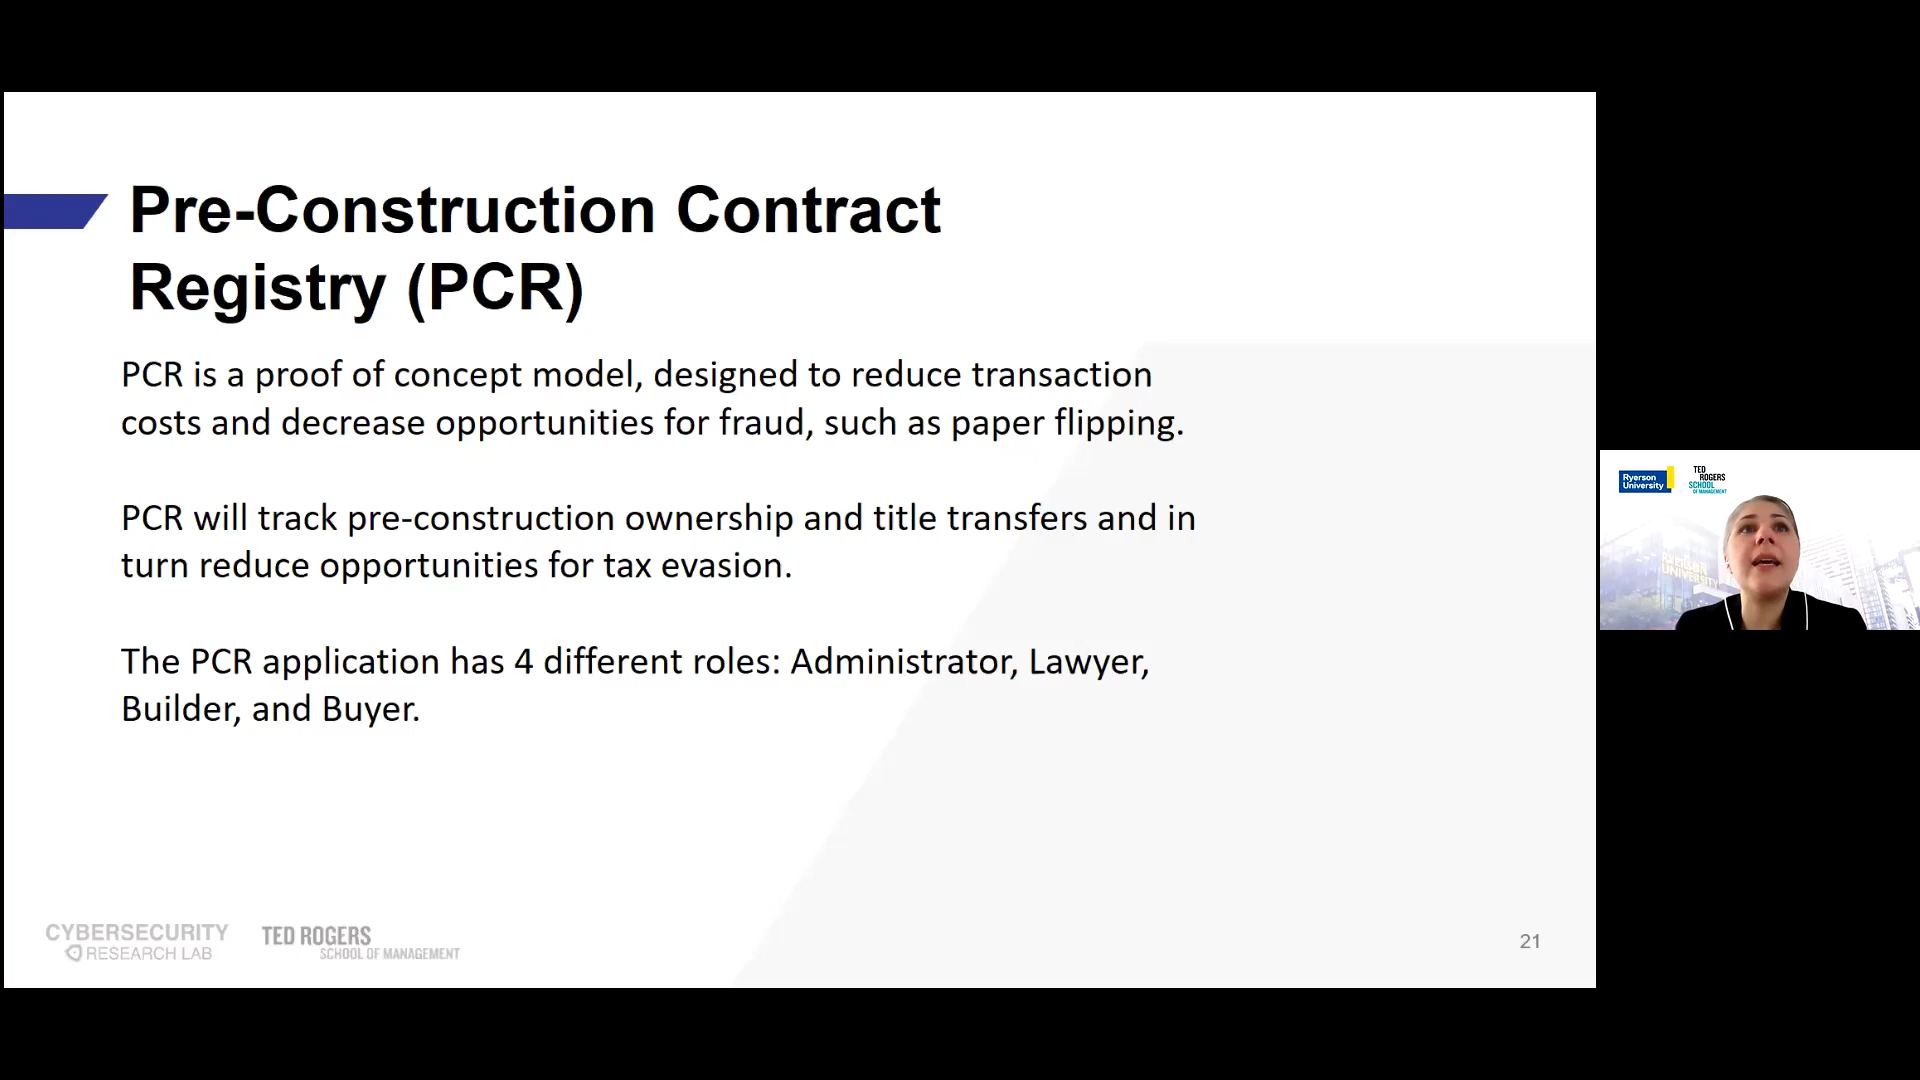 Pre-Construction Contract
Registry (PCR)
PCR is a proof of concept model, designed to reduce transaction
costs and decrease opportunities for fraud, such as paper flipping.
PCR will track pre-construction ownership and title transfers and in
turn reduce opportunities for tax evasion.
The PCR application has 4 different roles: Administrator, Lawyer,
Builder, and Buyer.
CYBERSECURITY
RESEARCH LAB
TED ROGERS
SCHOOL OF MANAGEMENT
21
Ryerson
University
TED
ROGERS
SCHOOL
OF MANAGEMENT
UNIVERSITY